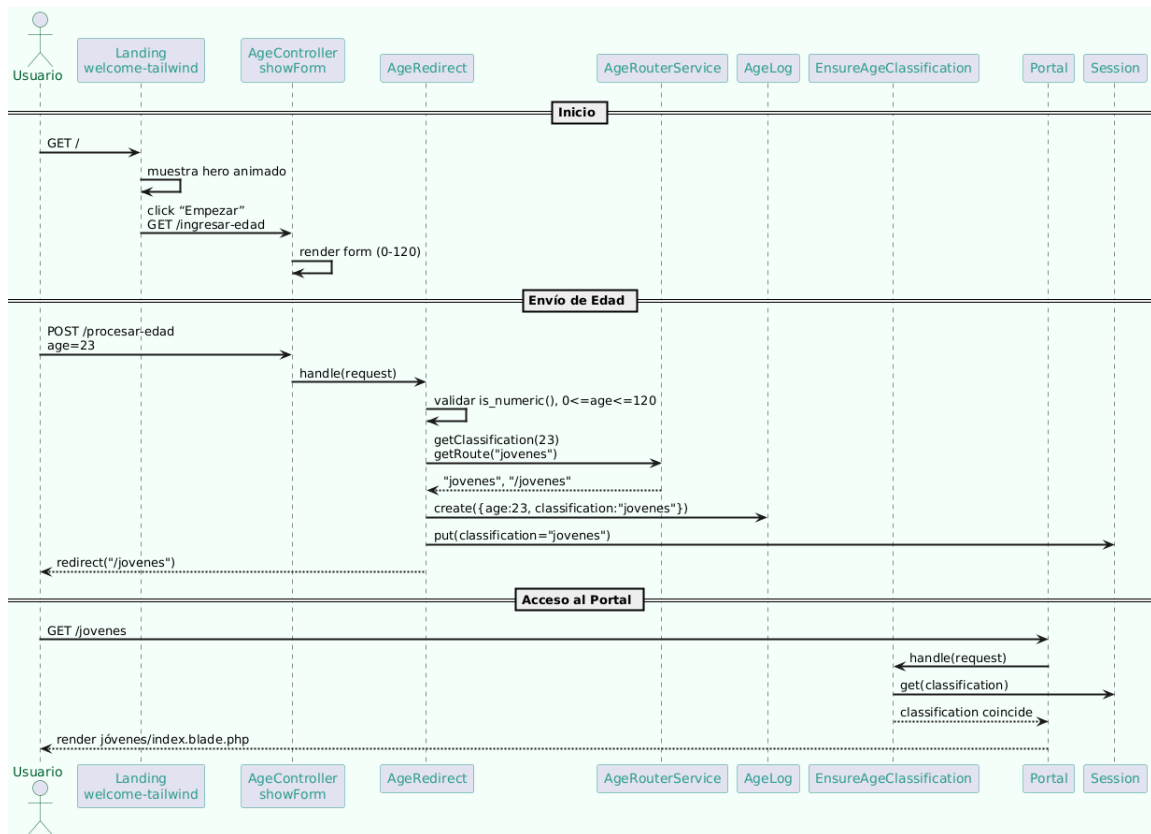 Usuario
Landing
welcome-tailwind
AgeController
showForm
AgeRedirect
AgeRouterService
AgeLog
EnsureAgeClassification
Portal
Session
Inicio
GET /
muestra hero animado
click “Empezar”
GET /ingresar-edad
render form (0-120)
Envío de Edad
POST /procesar-edad
age=23
handle(request)
validar is_numeric(), 0<=age<=120
getClassification(23)
getRoute("jovenes")
"jovenes", "/jovenes"
create({age:23, classification:"jovenes"})
put(classification="jovenes")
redirect("/jovenes")
Acceso al Portal
GET /jovenes
handle(request)
get(classification)
classification coincide
render jóvenes/index.blade.php
Usuario
Landing
welcome-tailwind
AgeController
showForm
AgeRedirect
AgeRouterService
AgeLog
EnsureAgeClassification
Portal
Session